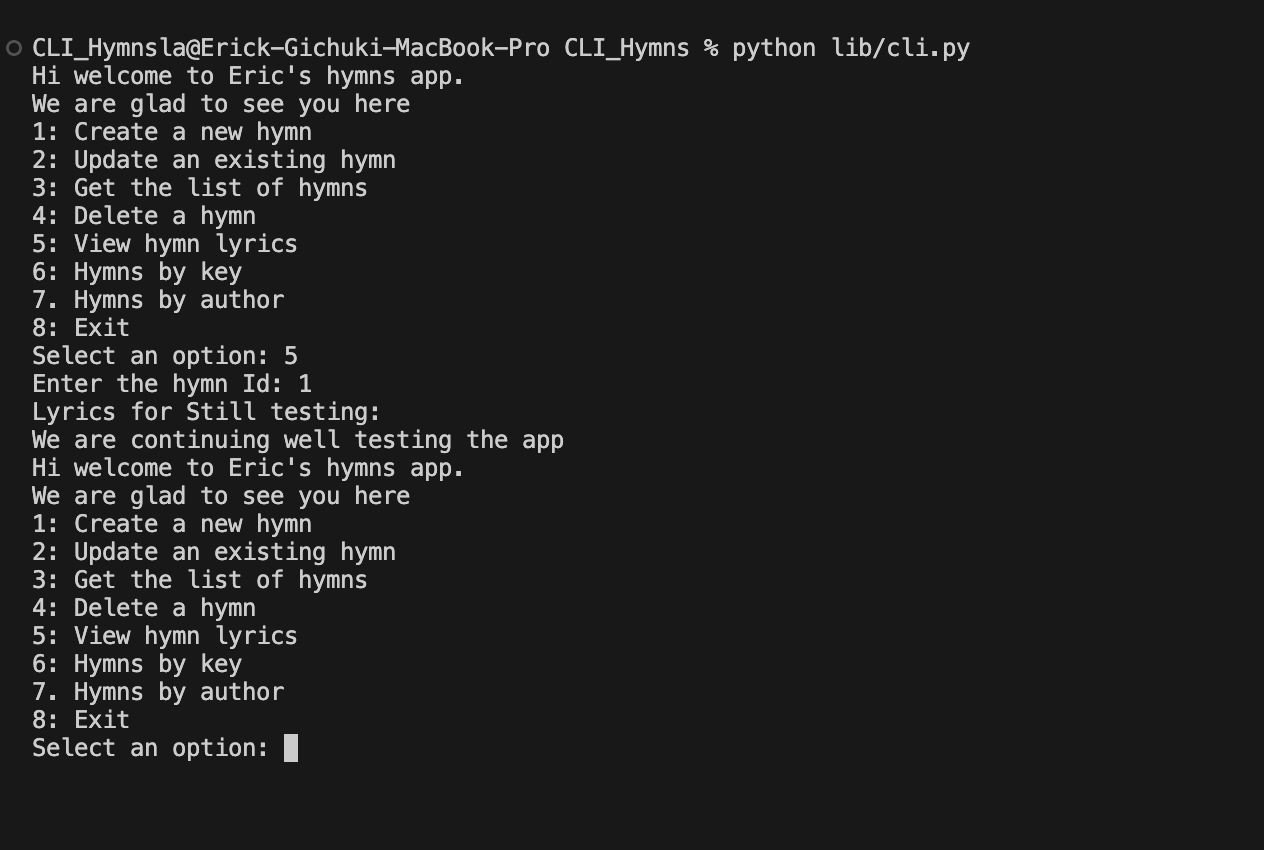 CLI_Hymnsla@Erick-Gichuki-MacBook-Pro CLI_Hymns % python lib/cli.py
Hi welcome to Eric's hymns app.
We are glad to see you here
1: Create a new hymn
2: Update an existing hymn
3: Get the list of hymns
4: Delete a hymn
5: View hymn lyrics
6: Hymns by key
7. Hymns by author
8: Exit
Select an option: 5
Enter the hymn Id: 1
Lyrics for Still testing:
We are continuing well testing the app
Hi welcome to Eric's hymns app.
We are glad to see you here
1: Create a new hymn
2: Update an existing hymn
3: Get the list of hymns
4: Delete a hymn
5: View hymn lyrics
6: Hymns by key
7. Hymns by author
8: Exit
Select an option: